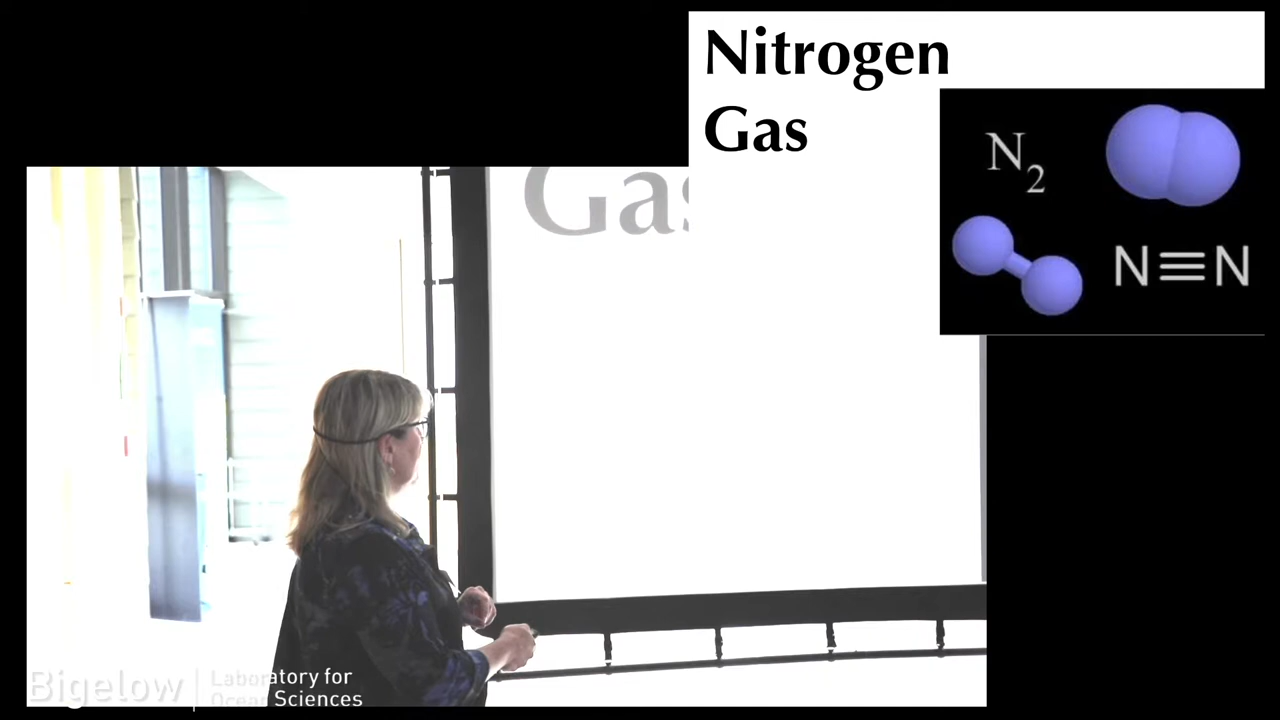 Nitrogen
Gas
N2
N≡N
Gas
Bigelow
Laboratory for
Ocean Sciences